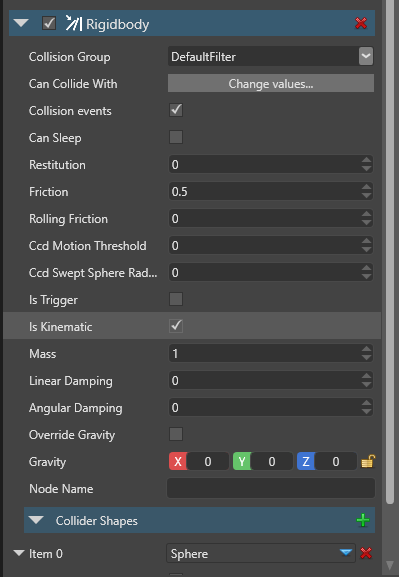 Rigidbody
Collision Group DefaultFilter
Can Collide With Change values...
Collision events
Can Sleep
Restitution 0
Friction 0.5
Rolling Friction 0
Ccd Motion Threshold 0
Ccd Swept Sphere Rad... 0
Is Trigger
Is Kinematic
Mass 1
Linear Damping 0
Angular Damping 0
Override Gravity
Gravity X 0 Y 0 Z 0
Node Name
Collider Shapes
Item 0 Sphere